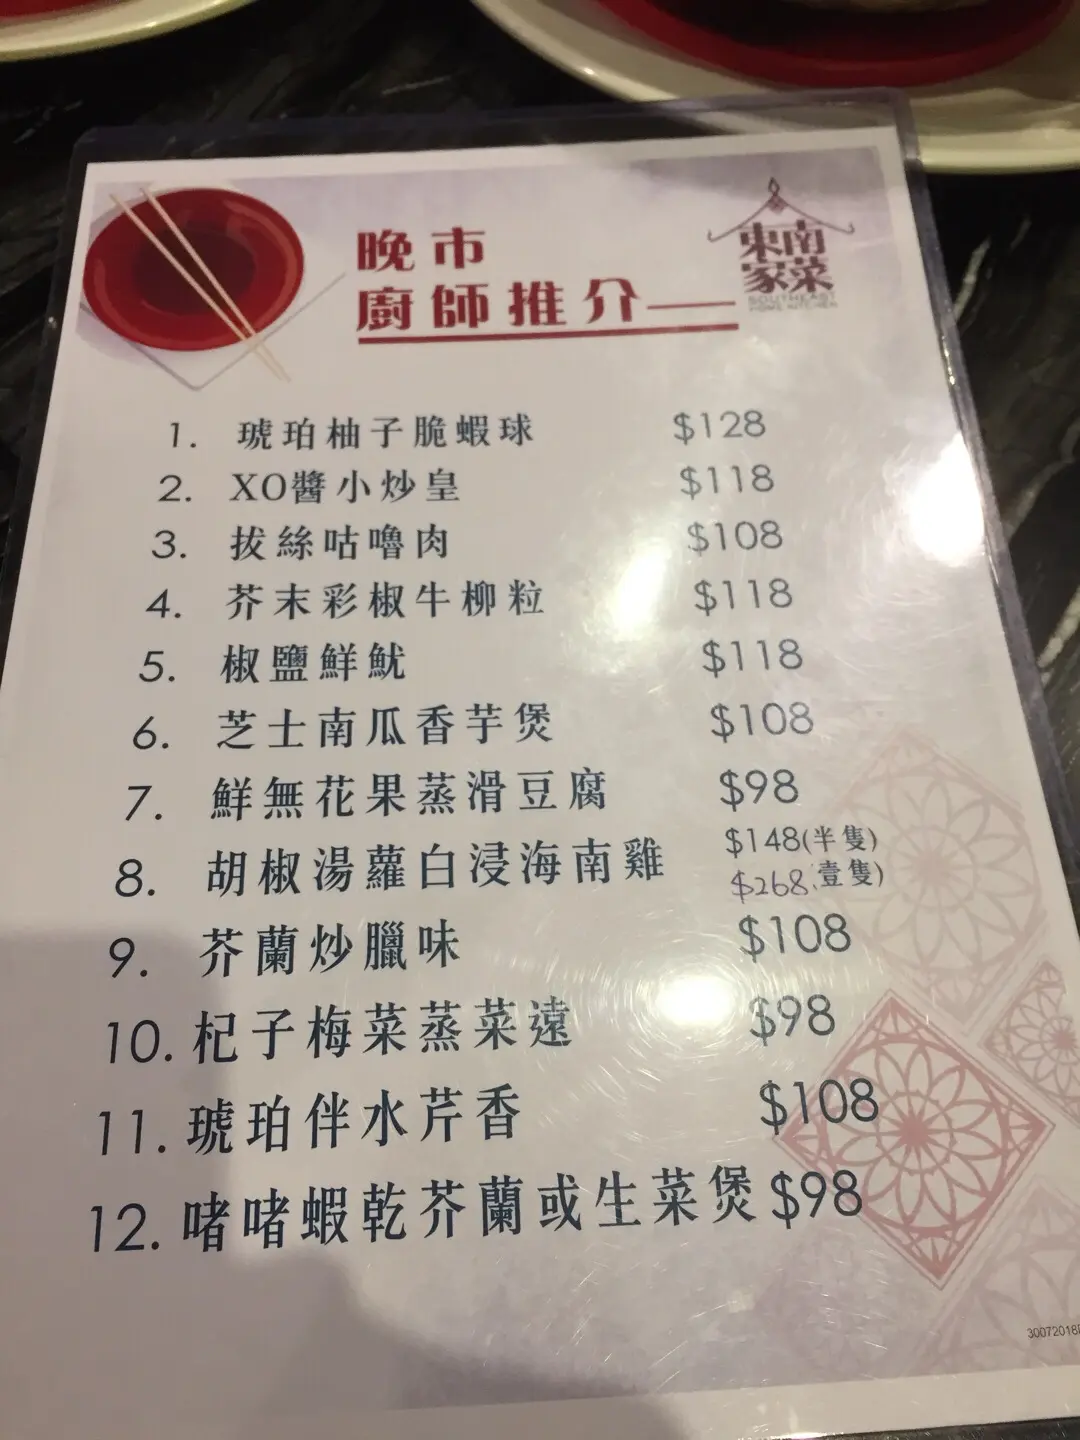 晚市
廚師推介
東南
家菜
SOUTHEAST
HOME KITCHEN
1. 琥珀柚子脆蝦球 $128
2. XO醬小炒皇 $118
3. 拔絲咕嚕肉 $108
4. 芥末彩椒牛柳粒 $118
5. 椒鹽鮮魷 $118
6. 芝士南瓜香芋煲 $108
7. 鮮無花果蒸滑豆腐 $98
8. 胡椒湯蘿白浸海南雞 $148(半隻)
$268.壹隻)
9. 芥蘭炒臘味 $108
10. 杞子梅菜蒸菜遠 $98
11. 琥珀伴水芹香 $108
12. 啫啫蝦乾芥蘭或生菜煲 $98